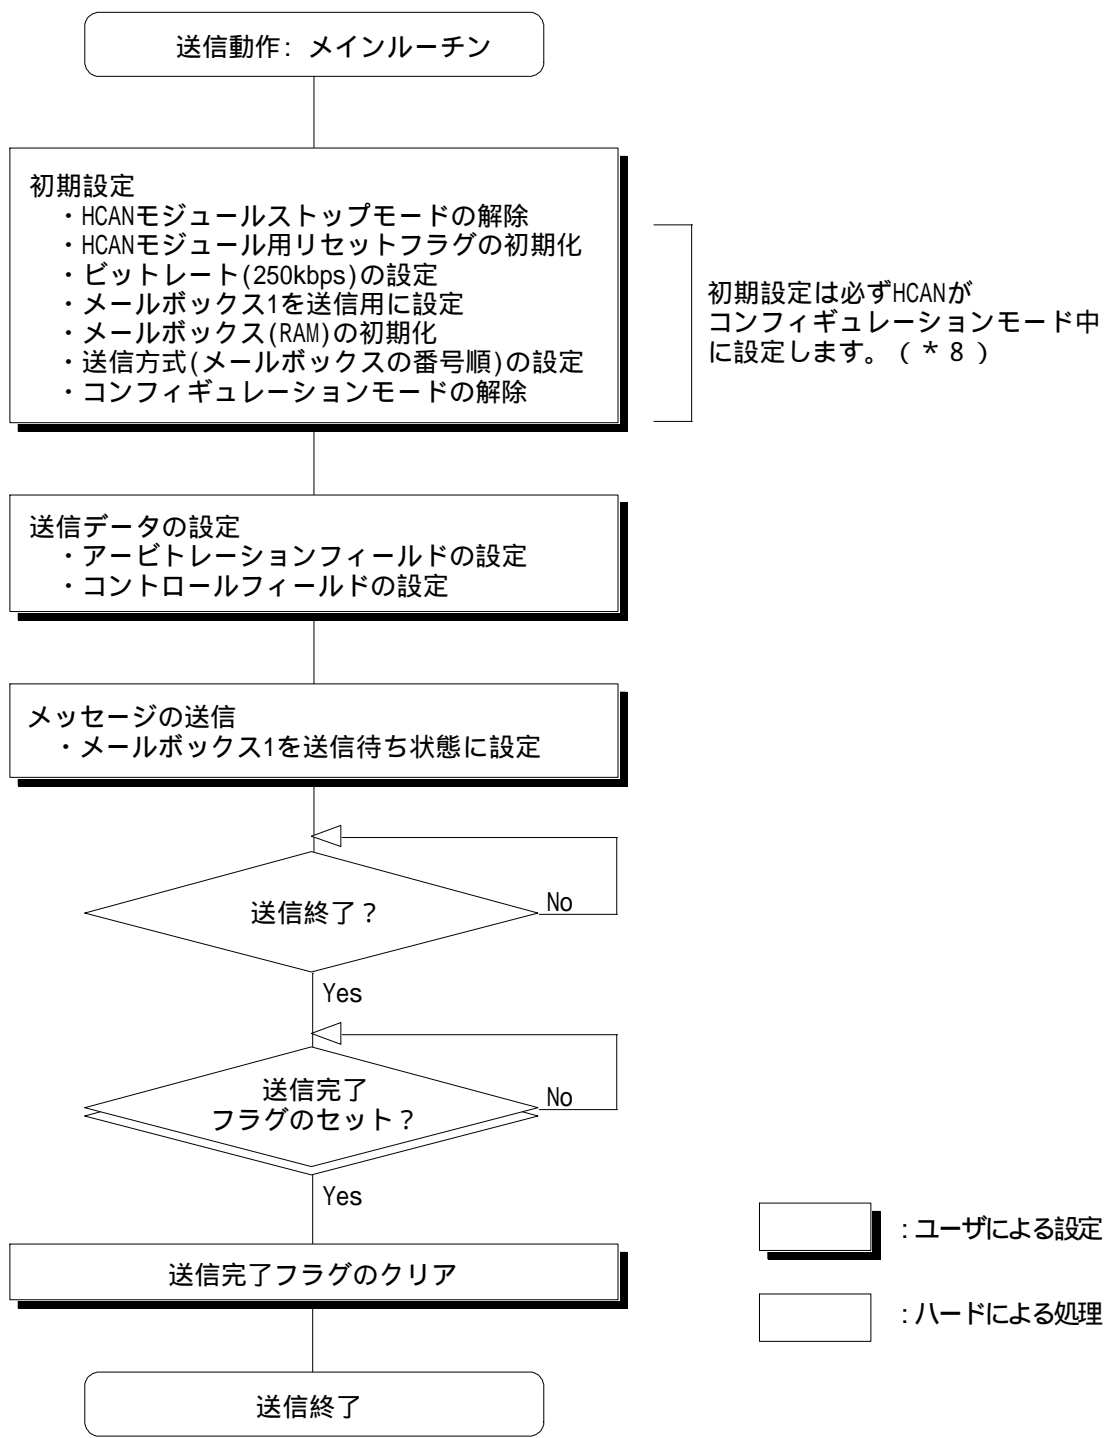 送信動作: メインルーチン
初期設定
・HCANモジュールストップモードの解除
・HCANモジュール用リセットフラグの初期化
・ビットレート(250kbps)の設定
・メールボックス1を送信用に設定
・メールボックス(RAM)の初期化
・送信方式(メールボックスの番号順)の設定
・コンフィギュレーションモードの解除
初期設定は必ずHCANが
コンフィギュレーションモード中
に設定します。（＊８）
送信データの設定
・アービトレーションフィールドの設定
・コントロールフィールドの設定
メッセージの送信
・メールボックス1を送信待ち状態に設定
送信終了？
No
Yes
送信完了
フラグのセット？
No
Yes
送信完了フラグのクリア
送信終了
:ユーザによる設定
:ハードによる処理